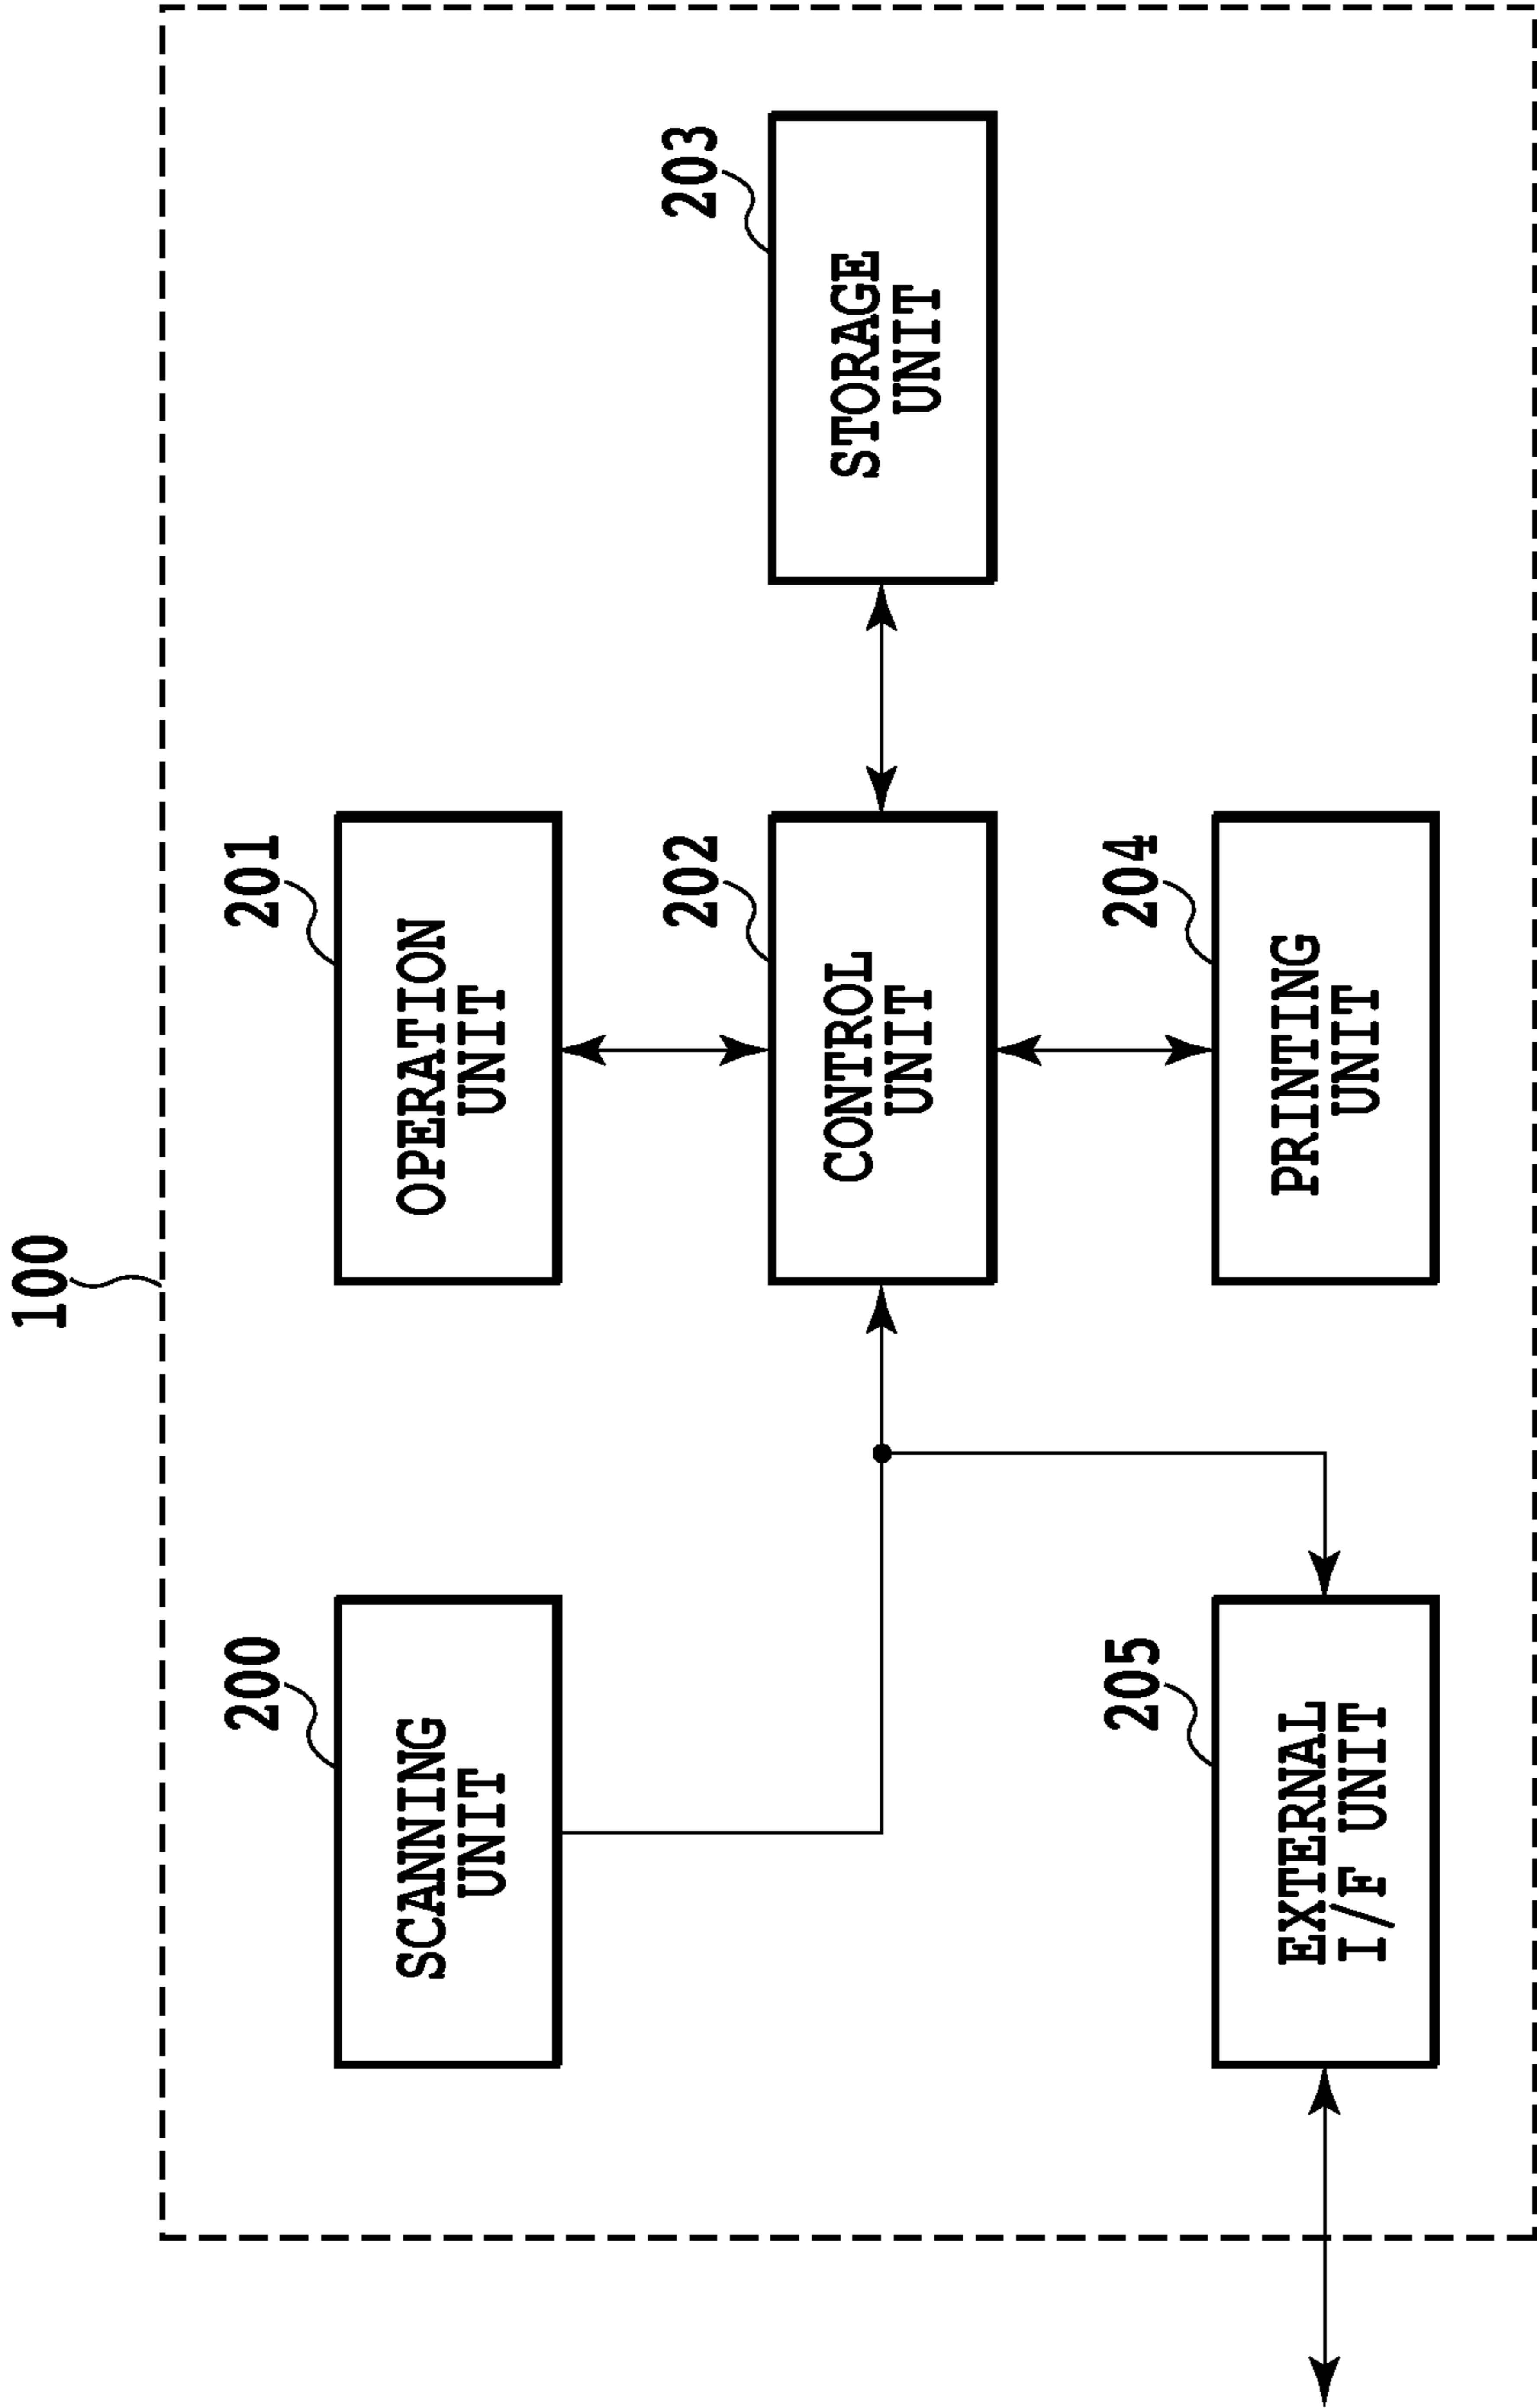 100
200
SCANNING
UNIT
201
OPERATION
UNIT
202
CONTROL
UNIT
203
STORAGE
UNIT
205
EXTERNAL
I/F UNIT
204
PRINTING
UNIT